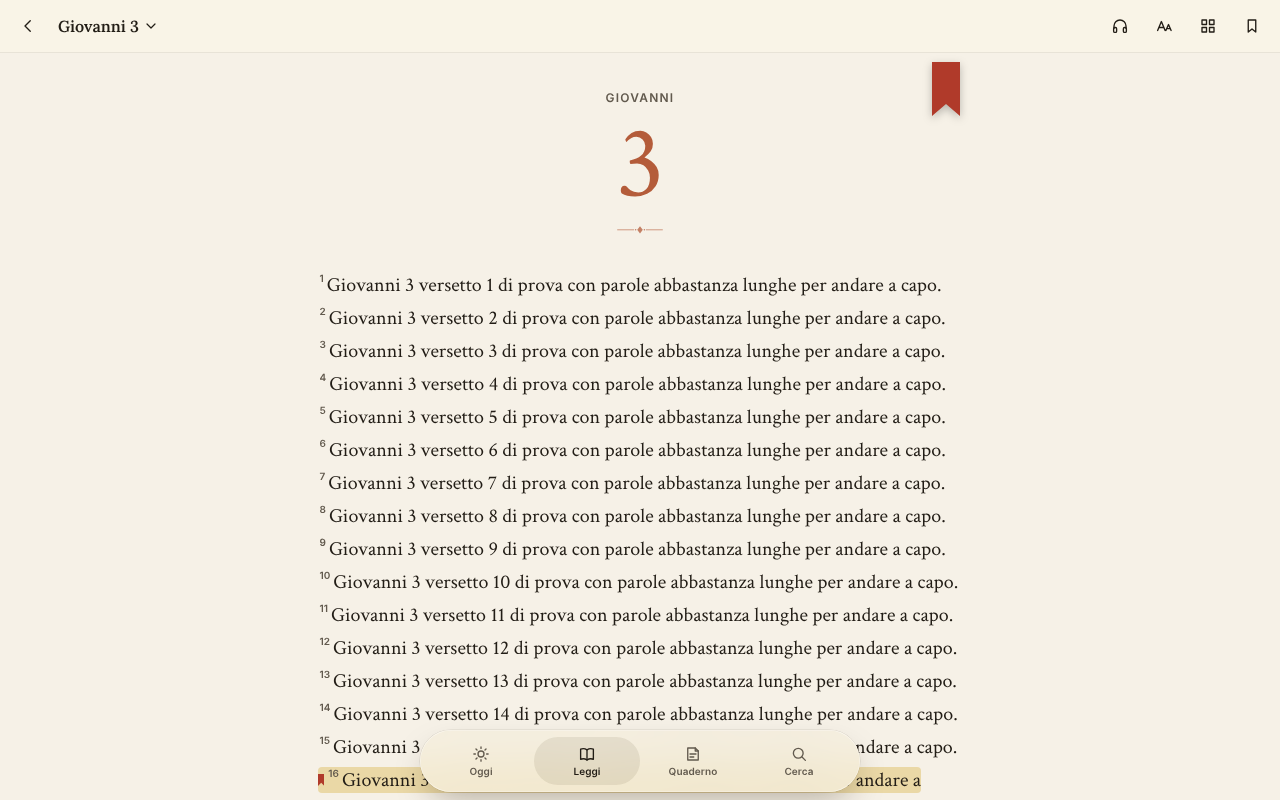 Giovanni 3
GIOVANNI
3
1 Giovanni 3 versetto 1 di prova con parole abbastanza lunghe per andare a capo.
2 Giovanni 3 versetto 2 di prova con parole abbastanza lunghe per andare a capo.
3 Giovanni 3 versetto 3 di prova con parole abbastanza lunghe per andare a capo.
4 Giovanni 3 versetto 4 di prova con parole abbastanza lunghe per andare a capo.
5 Giovanni 3 versetto 5 di prova con parole abbastanza lunghe per andare a capo.
6 Giovanni 3 versetto 6 di prova con parole abbastanza lunghe per andare a capo.
7 Giovanni 3 versetto 7 di prova con parole abbastanza lunghe per andare a capo.
8 Giovanni 3 versetto 8 di prova con parole abbastanza lunghe per andare a capo.
9 Giovanni 3 versetto 9 di prova con parole abbastanza lunghe per andare a capo.
10 Giovanni 3 versetto 10 di prova con parole abbastanza lunghe per andare a capo.
11 Giovanni 3 versetto 11 di prova con parole abbastanza lunghe per andare a capo.
12 Giovanni 3 versetto 12 di prova con parole abbastanza lunghe per andare a capo.
13 Giovanni 3 versetto 13 di prova con parole abbastanza lunghe per andare a capo.
14 Giovanni 3 versetto 14 di prova con parole abbastanza lunghe per andare a capo.
15 Giovanni 3 andare a capo.
16 Giovanni 3 andare a
Oggi
Leggi
Quaderno
Cerca